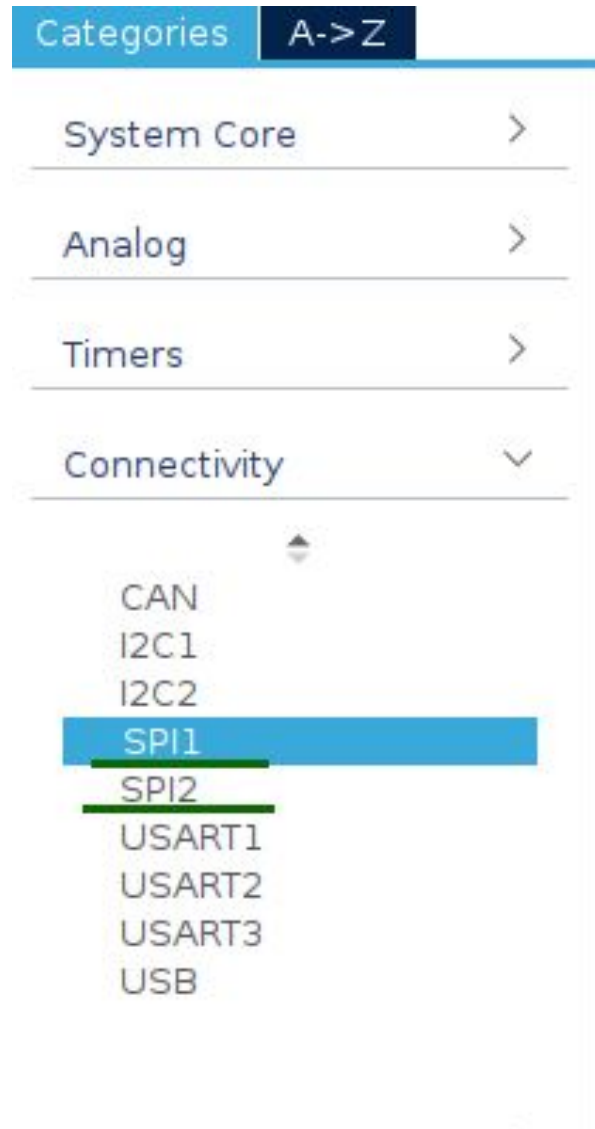 Categories A->Z
System Core
Analog
Timers
Connectivity
CAN
I2C1
I2C2
SPI1
SPI2
USART1
USART2
USART3
USB